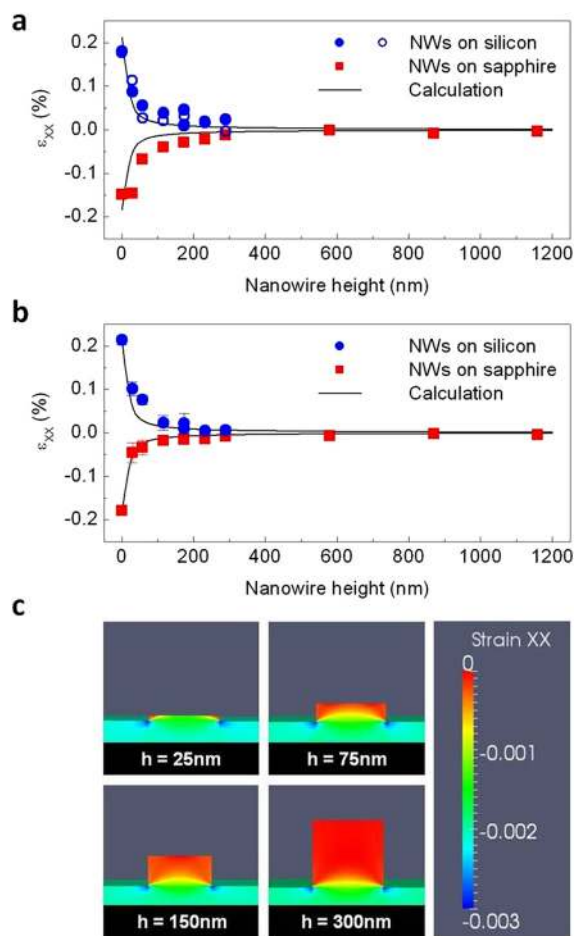 a
NWs on silicon
NWs on sapphire
Calculation
0.2
0.1
0.0
-0.1
-0.2
εXX (%)
0 200 400 600 800 1000 1200
Nanowire height (nm)
b
NWs on silicon
NWs on sapphire
Calculation
0.2
0.1
0.0
-0.1
-0.2
εXX (%)
0 200 400 600 800 1000 1200
Nanowire height (nm)
c
h = 25nm
h = 75nm
h = 150nm
h = 300nm
Strain XX
0
-0.001
-0.002
-0.003